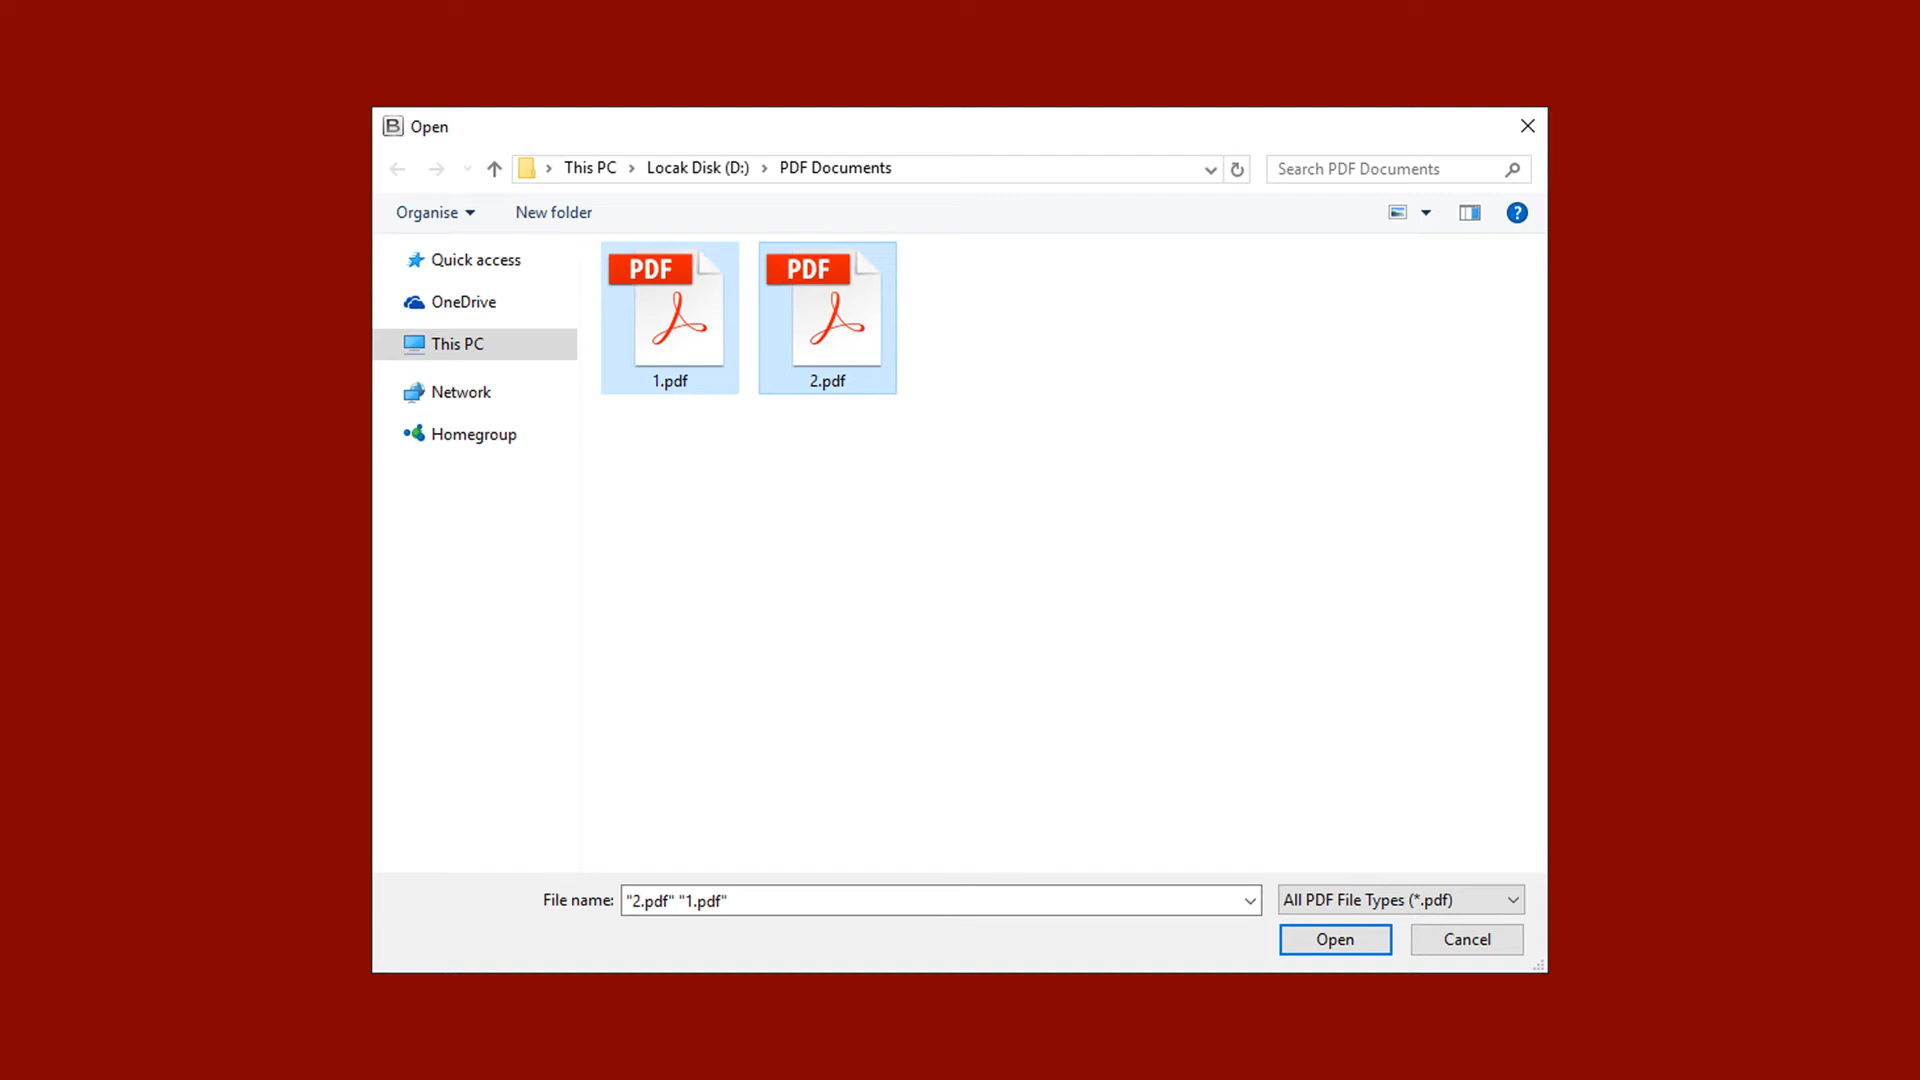 B Open
This PC Locak Disk (D:) PDF Documents
Search PDF Documents
Organise New folder
?
Quick access
OneDrive
This PC
Network
Homegroup
PDF
1.pdf
PDF
2.pdf
File name: "2.pdf" "1.pdf"
All PDF File Types (*.pdf)
Open Cancel